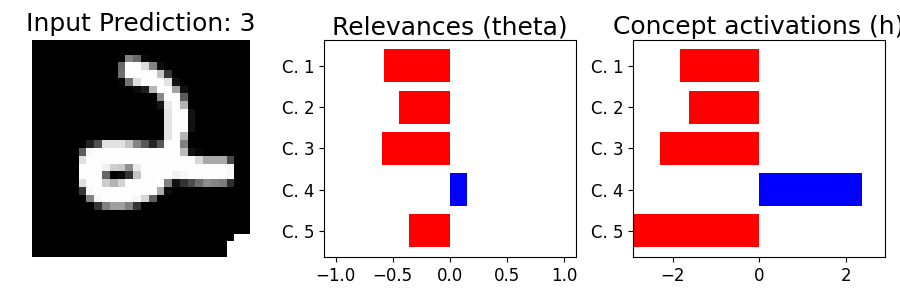 Input Prediction: 3
2
Relevances (theta)
C. 1
C. 2
C. 3
C. 4
C. 5
−1.0 −0.5 0.0 0.5 1.0
Concept activations (h)
C. 1
C. 2
C. 3
C. 4
C. 5
−2 0 2